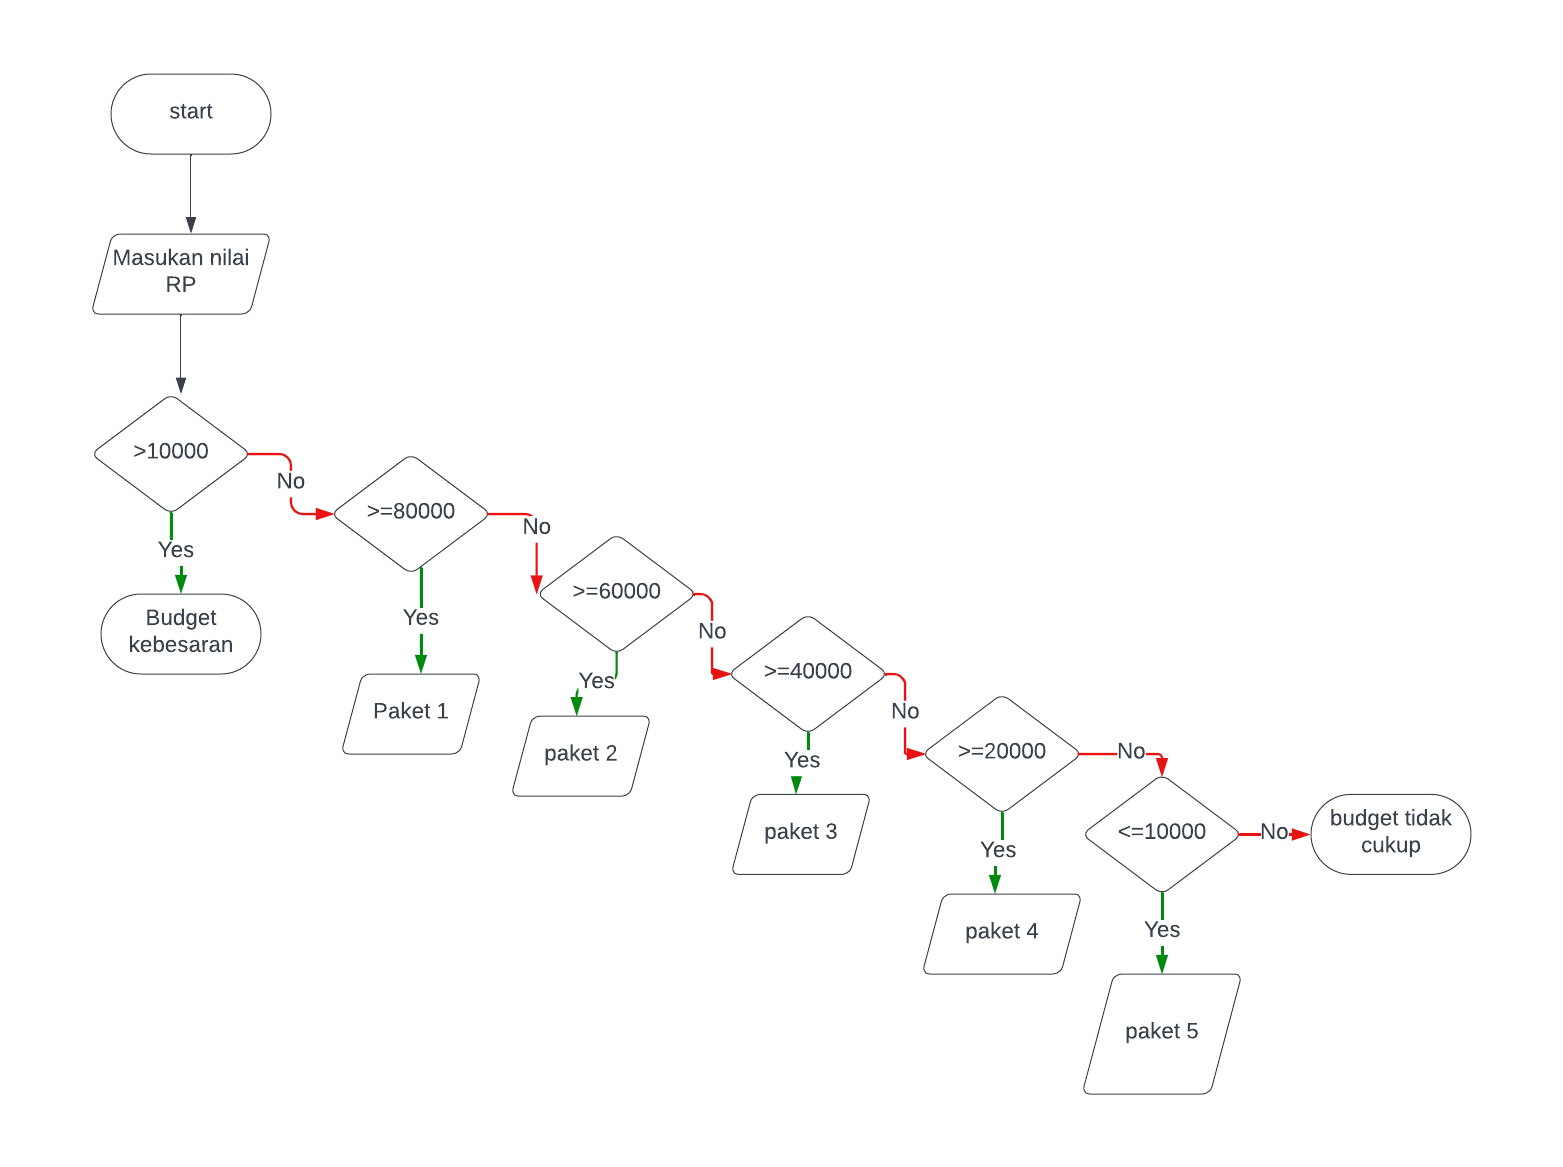 start
Masukan nilai
RP
>10000
No
Yes
Budget
kebesaran
>=80000
No
Yes
Paket 1
>=60000
No
Yes
paket 2
>=40000
No
Yes
paket 3
>=20000
No
Yes
paket 4
<=10000
No
budget tidak
cukup
Yes
paket 5